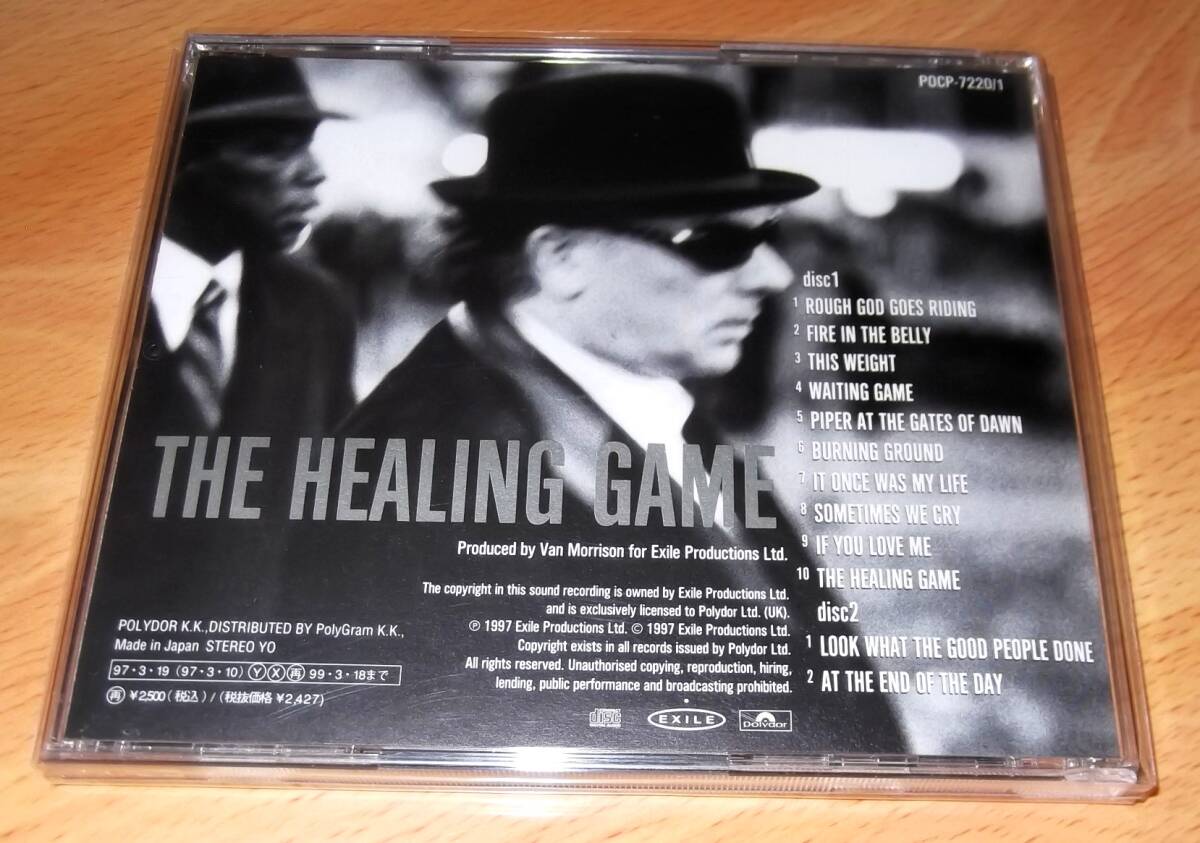 POCP-7220/1
disc1
1 ROUGH GOD GOES RIDING
2 FIRE IN THE BELLY
3 THIS WEIGHT
4 WAITING GAME
5 PIPER AT THE GATES OF DAWN
6 BURNING GROUND
7 IT ONCE WAS MY LIFE
8 SOMETIMES WE CRY
9 IF YOU LOVE ME
10 THE HEALING GAME
disc2
1 LOOK WHAT THE GOOD PEOPLE DONE
2 AT THE END OF THE DAY
THE HEALING GAME
Produced by Van Morrison for Exile Productions Ltd.
The copyright in this sound recording is owned by Exile Productions Ltd.
and is exclusively licensed to Polydor Ltd. (UK).
℗ 1997 Exile Productions Ltd. © 1997 Exile Productions Ltd.
Copyright exists in all records issued by Polydor Ltd.
All rights reserved. Unauthorised copying, reproduction, hiring,
lending, public performance and broadcasting prohibited.
POLYDOR K.K.,DISTRIBUTED BY PolyGram K.K.,
Made in Japan STEREO YO
97・3・19 (97・3・10) Ⓨ Ⓧ ㊢再 99・3・18まで
再 ¥2,500(税込)/(税抜価格 ¥2,427)
disc
EXILE
Polydor